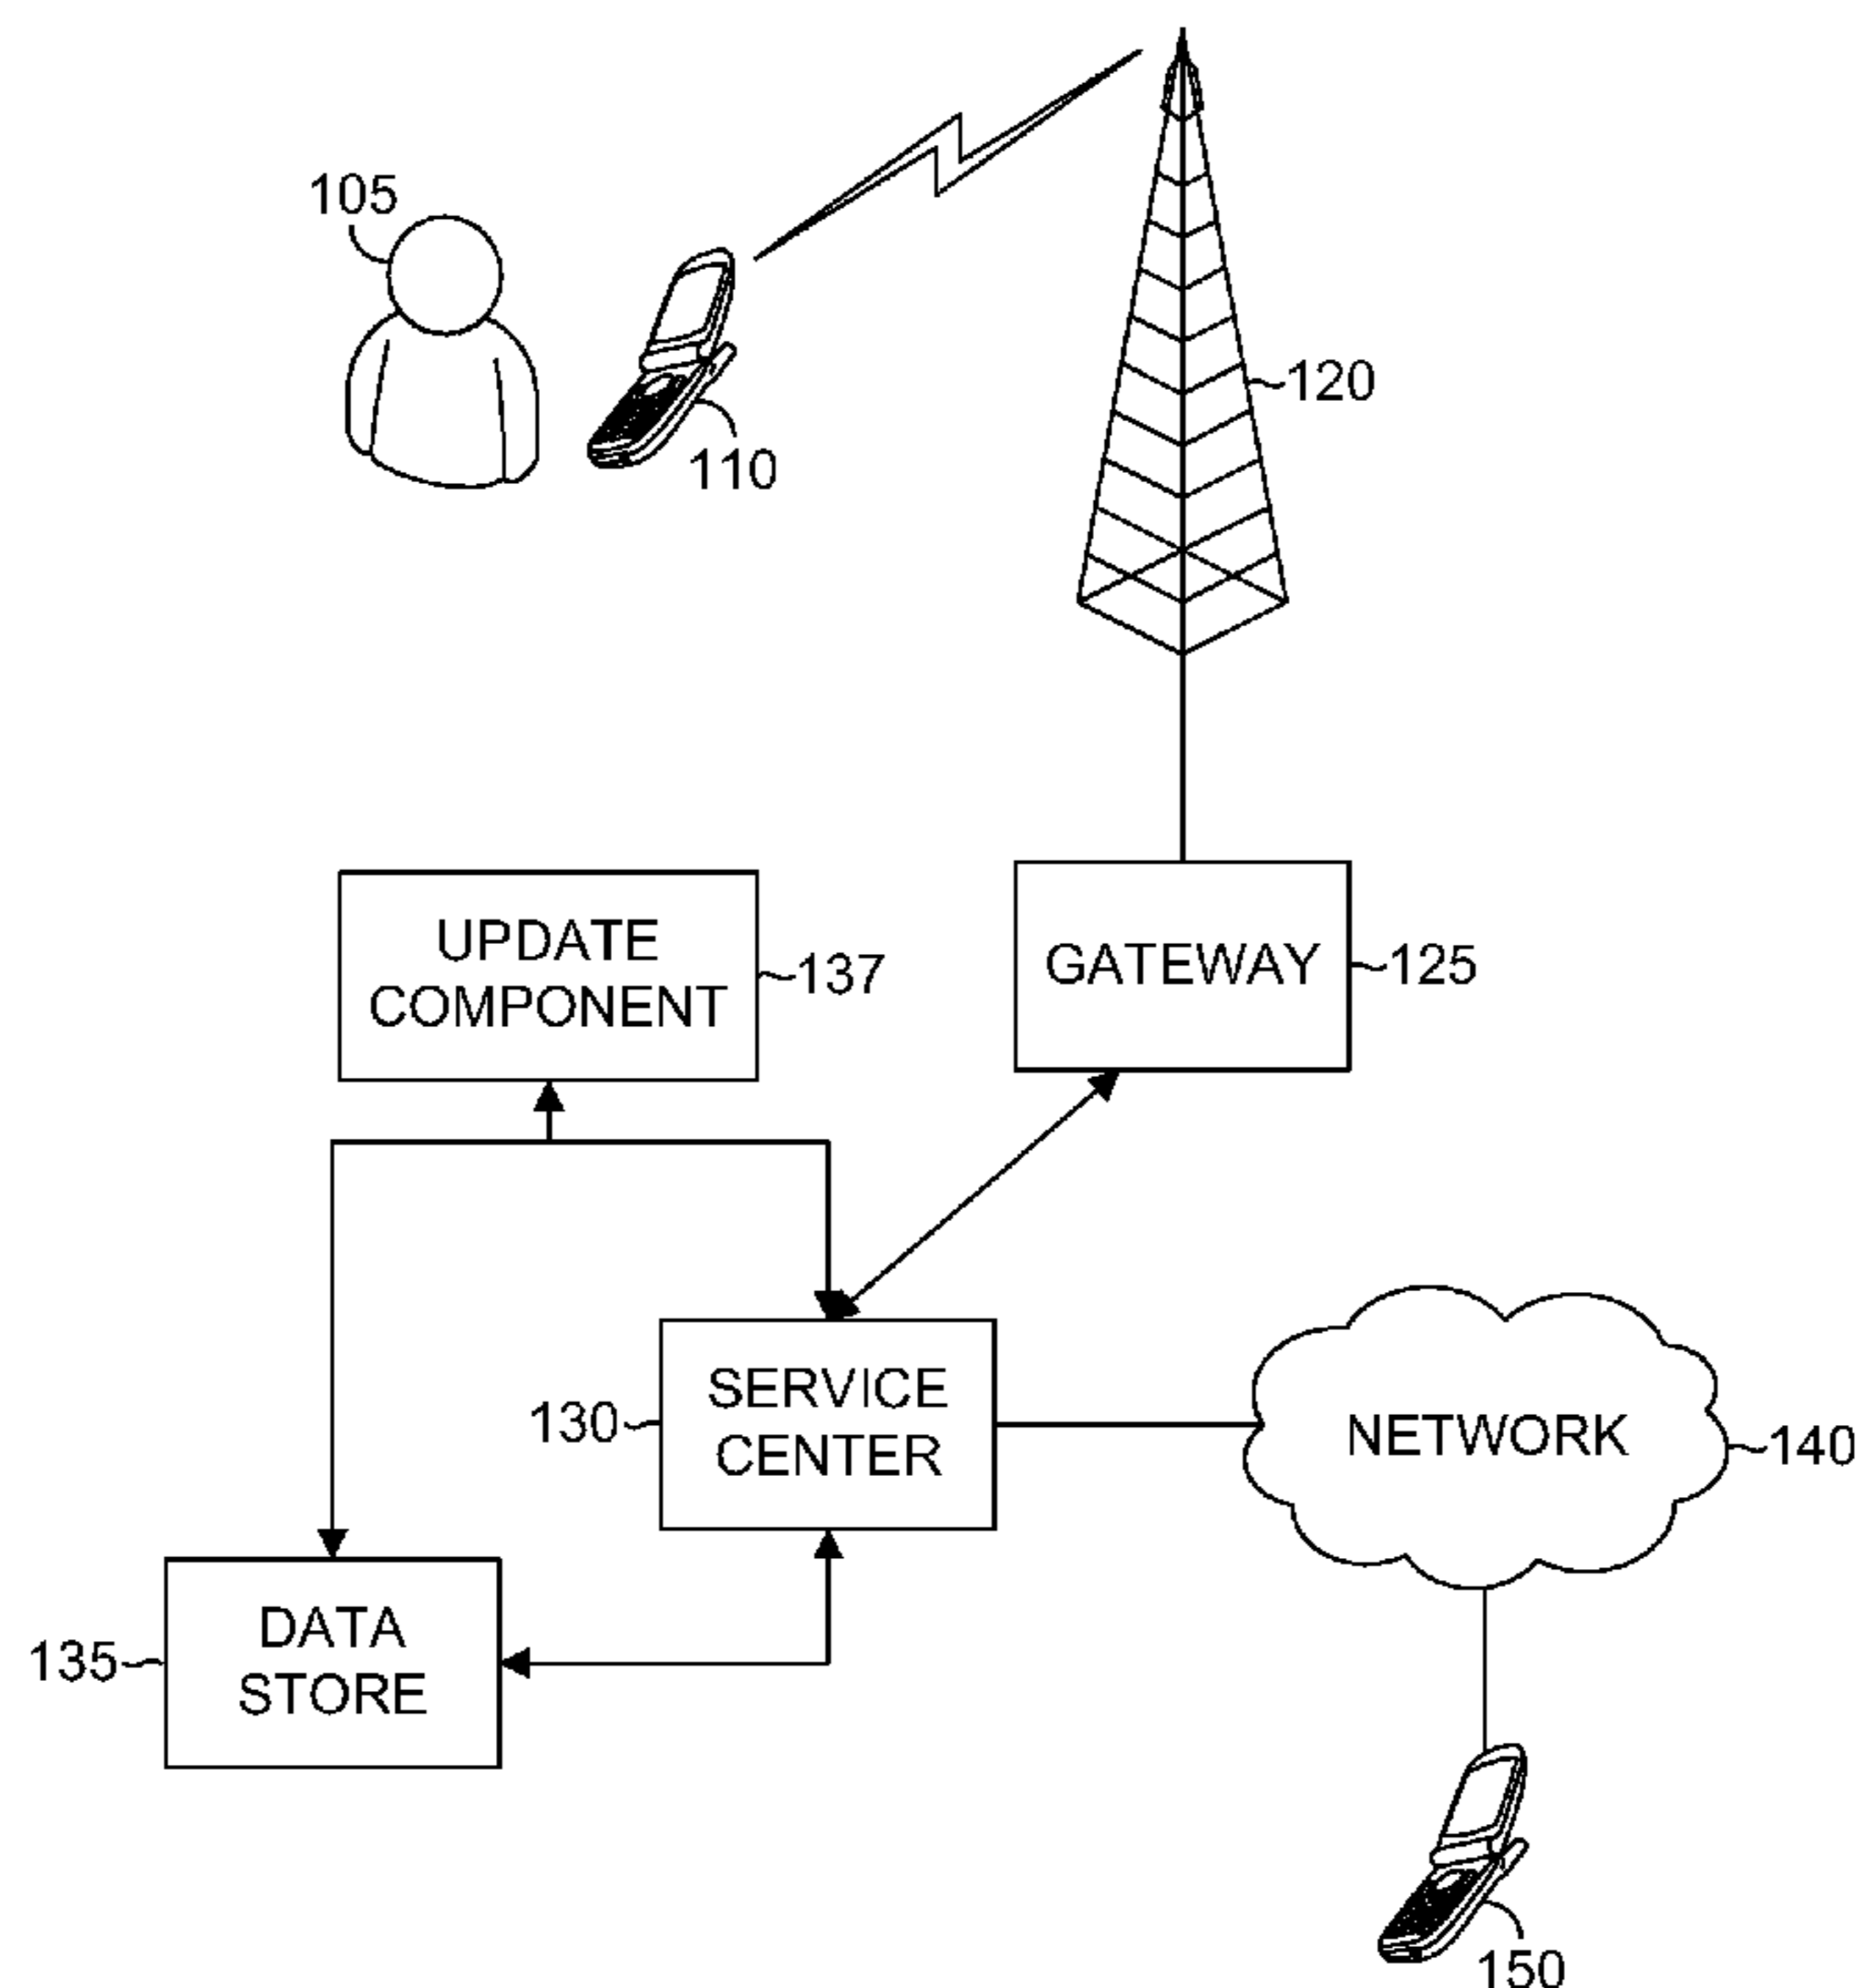 105
110
120
UPDATE
COMPONENT
137
GATEWAY
125
130
SERVICE
CENTER
NETWORK
140
135
DATA
STORE
150